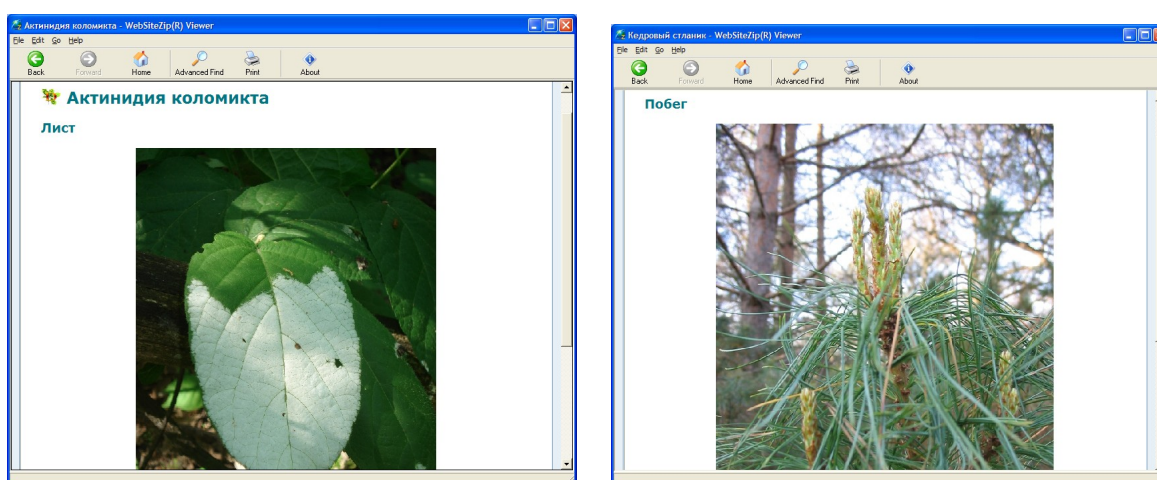 Актинидия коломикта - WebSiteZip(R) Viewer
File Edit Go Help
Back Forward Home Advanced Find Print About
Актинидия коломикта
Лист
Кедровый стланик - WebSiteZip(R) Viewer
File Edit Go Help
Back Forward Home Advanced Find Print About
Побег